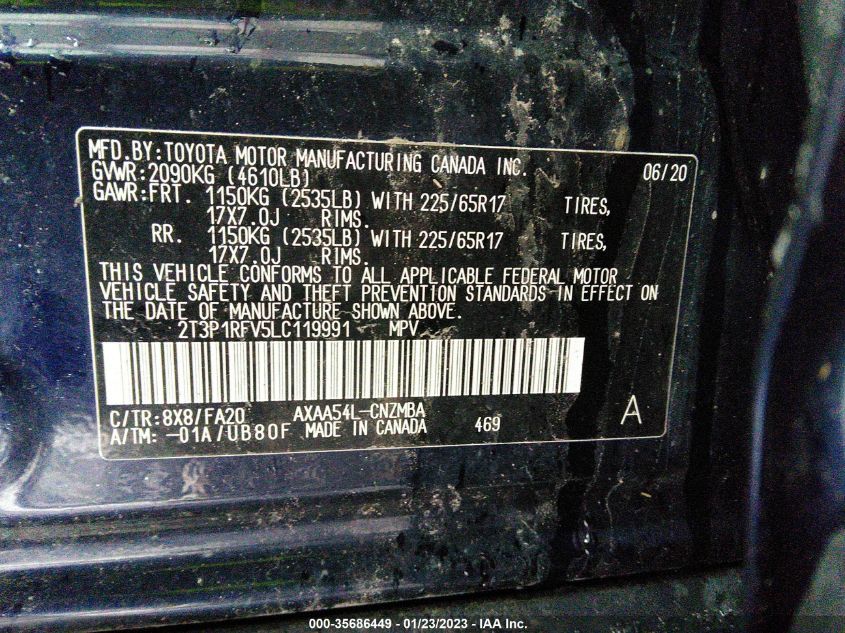 MFD.BY:TOYOTA MOTOR MANUFACTURING CANADA INC. 06/20
GVWR:2090KG (4610LB)
GAWR:FRT. 1150KG (2535LB) WITH 225/65R17 TIRES,
17X7.0J RIMS.
RR. 1150KG (2535LB) WITH 225/65R17 TIRES,
17X7.0J RIMS.
THIS VEHICLE CONFORMS TO ALL APPLICABLE FEDERAL MOTOR
VEHICLE SAFETY AND THEFT PREVENTION STANDARDS IN EFFECT ON
THE DATE OF MANUFACTURE SHOWN ABOVE.
2T3P1RFV5LC119991 MPV
C/TR:8X8/FA20 AXAA54L-CNZMBA A
A/TM: -01A/UB80F MADE IN CANADA 469
000-35686449 - 01/23/2023 - IAA Inc.